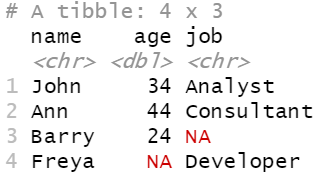 # A tibble: 4 x 3
name age job
<chr> <dbl> <chr>
1 John 34 Analyst
2 Ann 44 Consultant
3 Barry 24 NA
4 Freya NA Developer